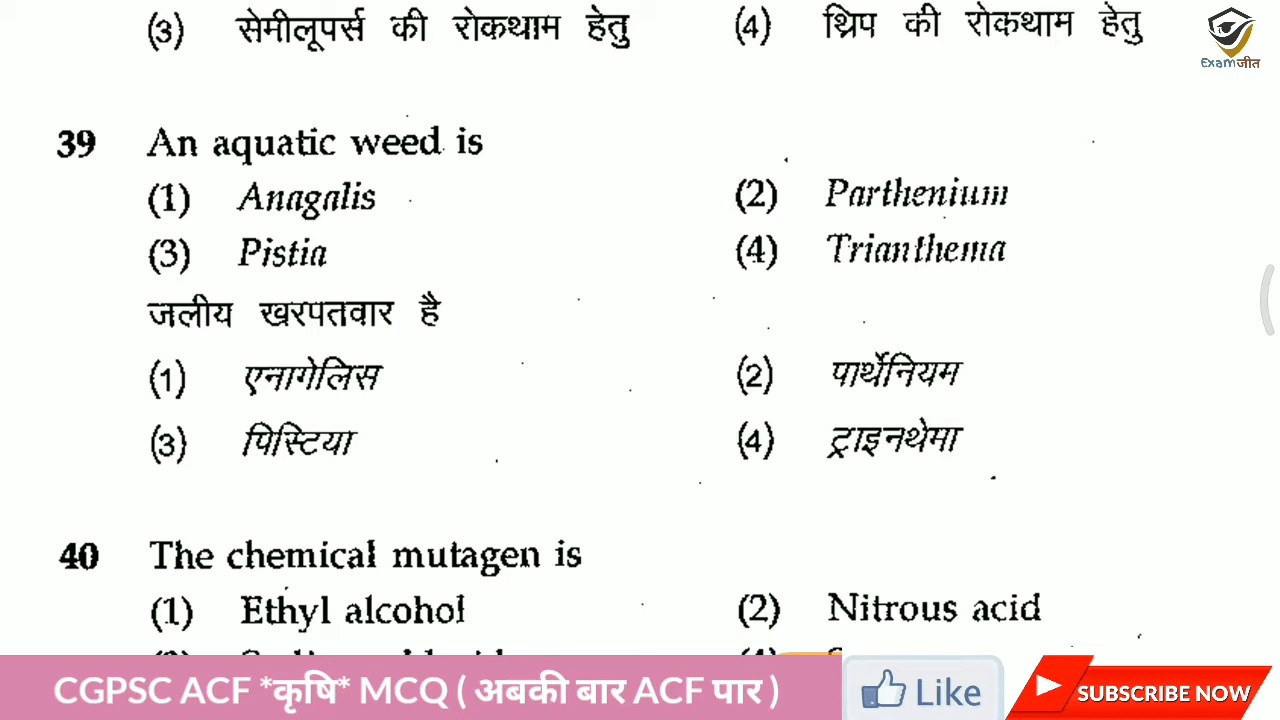 (3) सेमीलूपर्स की रोकथाम हेतु (4) थ्रिप की रोकथाम हेतु
Examजीत
39 An aquatic weed is
(1) Anagalis (2) Parthenium
(3) Pistia (4) Trianthema
जलीय खरपतवार है
(1) एनागेलिस (2) पार्थेनियम
(3) पिस्टिया (4) ट्राइनथेमा
40 The chemical mutagen is
(1) Ethyl alcohol (2) Nitrous acid
CGPSC ACF *कृषि* MCQ ( अबकी बार ACF पार )
Like
SUBSCRIBE NOW